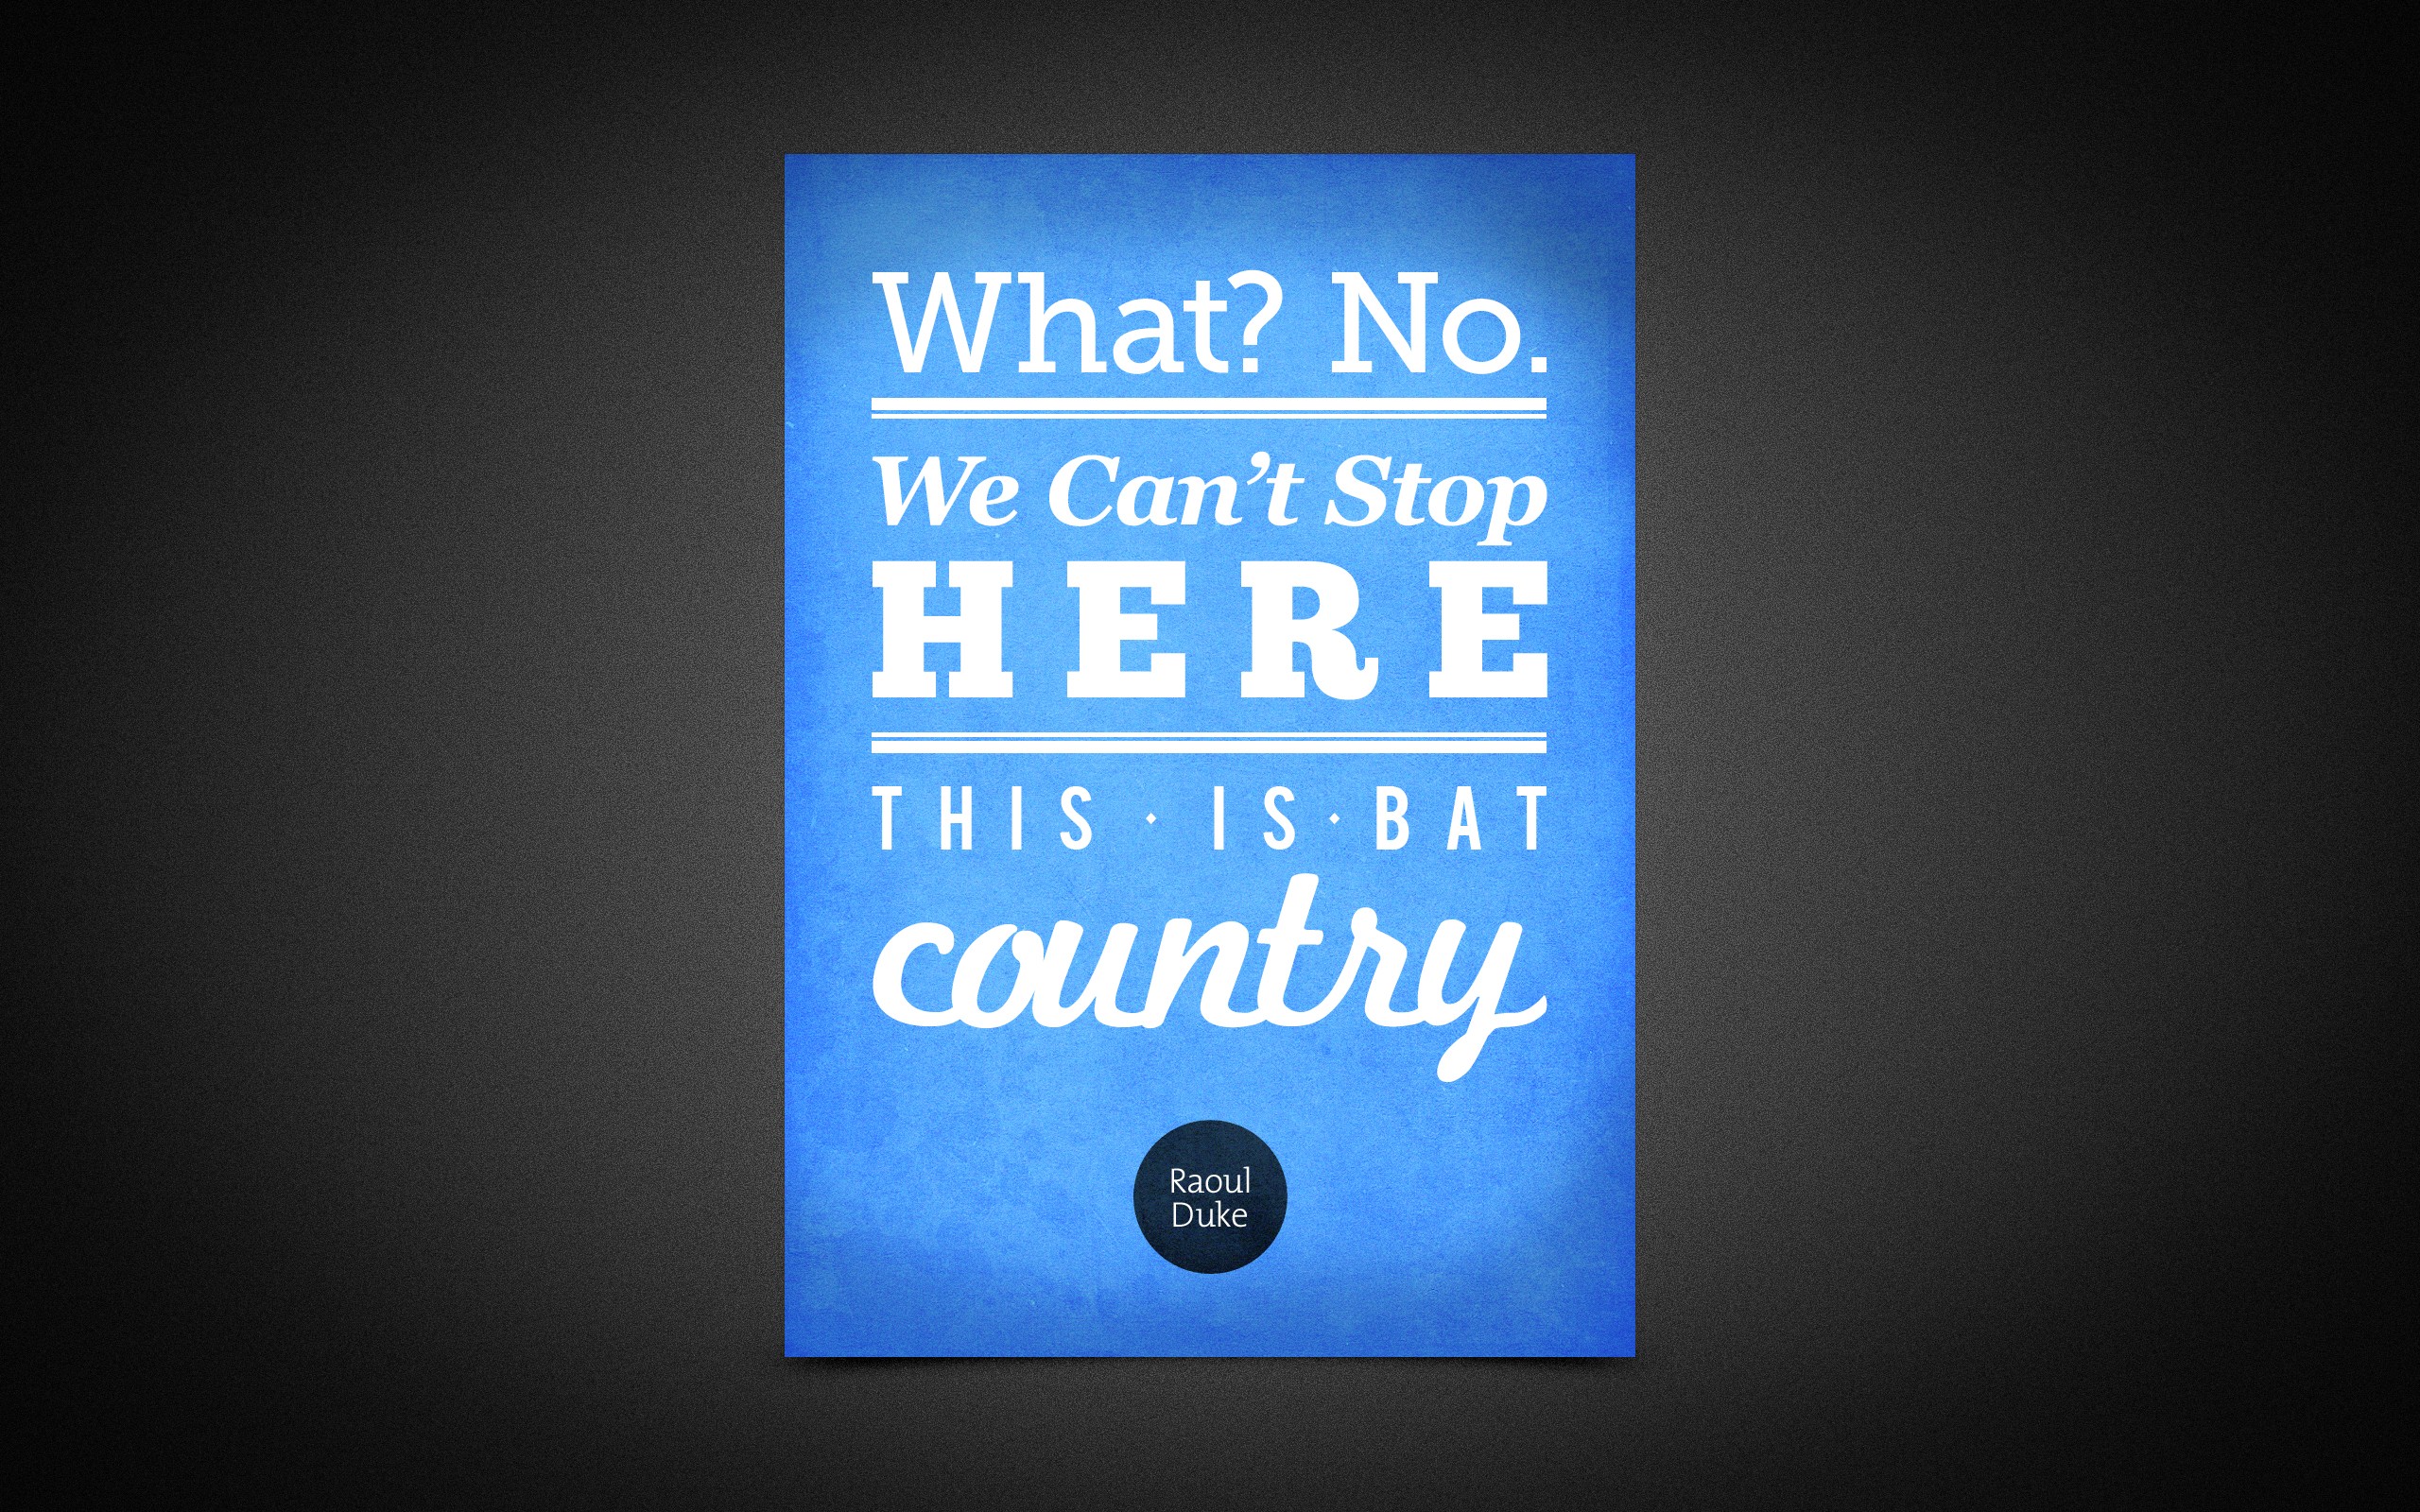 What? No.
We Can’t Stop
HERE
THIS · IS · BAT
country
Raoul
Duke